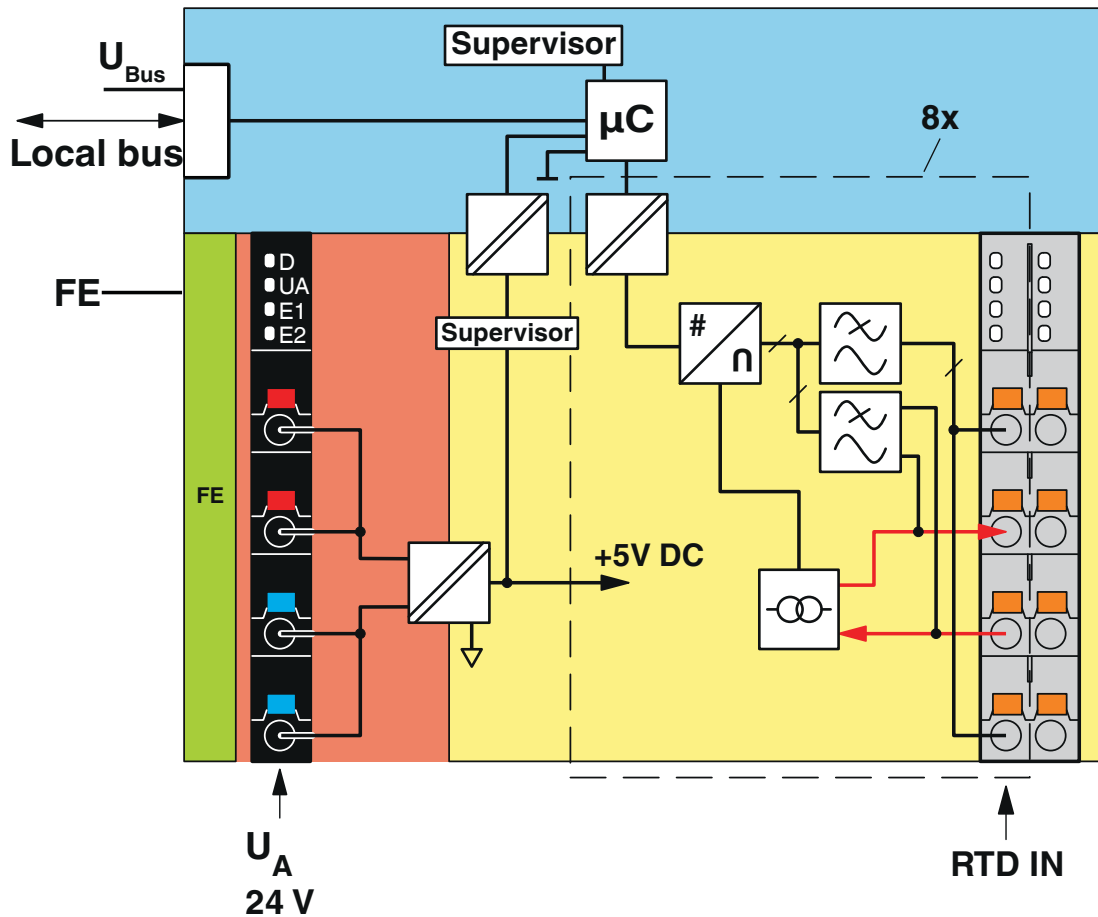 Supervisor
U Bus
µC
8x
Local bus
D
UA
FE
E1
E2
Supervisor
#
∩
FE
+5V DC
U A
24 V
RTD IN